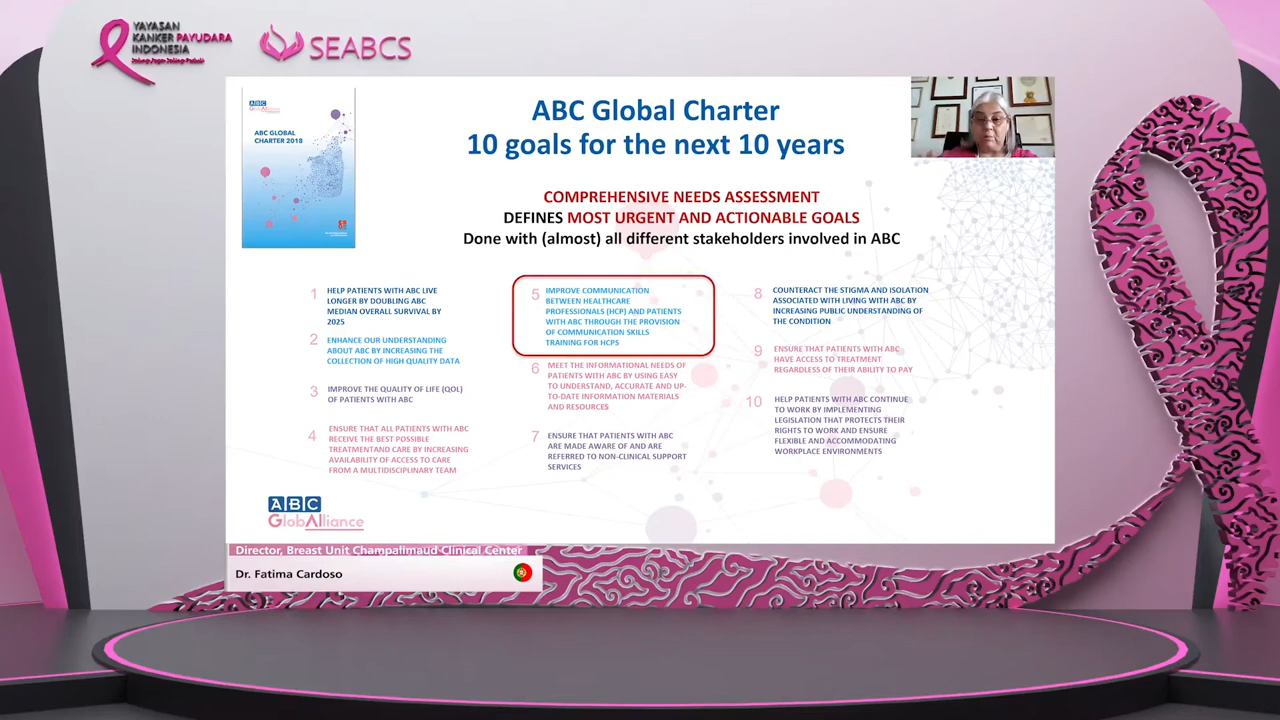 YAYASAN
KANKER PAYUDARA
INDONESIA
Saling Jaga Saling Peduli
SEABCS
ABC
GlobAlliance
ABC GLOBAL
CHARTER 2018
ABC Global Charter
10 goals for the next 10 years
COMPREHENSIVE NEEDS ASSESSMENT
DEFINES MOST URGENT AND ACTIONABLE GOALS
Done with (almost) all different stakeholders involved in ABC
1 HELP PATIENTS WITH ABC LIVE
LONGER BY DOUBLING ABC
MEDIAN OVERALL SURVIVAL BY
2025
2 ENHANCE OUR UNDERSTANDING
ABOUT ABC BY INCREASING THE
COLLECTION OF HIGH QUALITY DATA
3 IMPROVE THE QUALITY OF LIFE (QOL)
OF PATIENTS WITH ABC
4 ENSURE THAT ALL PATIENTS WITH ABC
RECEIVE THE BEST POSSIBLE
TREATMENTAND CARE BY INCREASING
AVAILABILITY OF ACCESS TO CARE
FROM A MULTIDISCIPLINARY TEAM
5 IMPROVE COMMUNICATION
BETWEEN HEALTHCARE
PROFESSIONALS (HCP) AND PATIENTS
WITH ABC THROUGH THE PROVISION
OF COMMUNICATION SKILLS
TRAINING FOR HCPS
6 MEET THE INFORMATIONAL NEEDS OF
PATIENTS WITH ABC BY USING EASY
TO UNDERSTAND, ACCURATE AND UP-
TO-DATE INFORMATION MATERIALS
AND RESOURCES
7 ENSURE THAT PATIENTS WITH ABC
ARE MADE AWARE OF AND ARE
REFERRED TO NON-CLINICAL SUPPORT
SERVICES
8 COUNTERACT THE STIGMA AND ISOLATION
ASSOCIATED WITH LIVING WITH ABC BY
INCREASING PUBLIC UNDERSTANDING OF
THE CONDITION
9 ENSURE THAT PATIENTS WITH ABC
HAVE ACCESS TO TREATMENT
REGARDLESS OF THEIR ABILITY TO PAY
10 HELP PATIENTS WITH ABC CONTINUE
TO WORK BY IMPLEMENTING
LEGISLATION THAT PROTECTS THEIR
RIGHTS TO WORK AND ENSURE
FLEXIBLE AND ACCOMMODATING
WORKPLACE ENVIRONMENTS
ABC
GlobAlliance
Director, Breast Unit Champalimaud Clinical Center
Dr. Fatima Cardoso